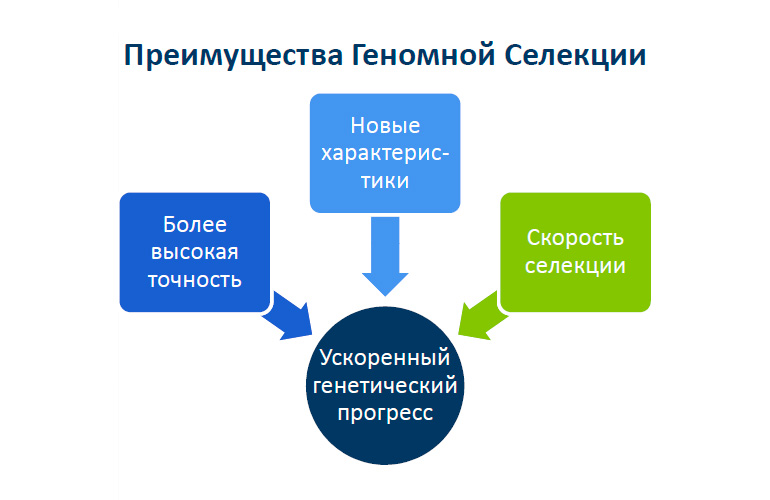 Преимущества Геномной Селекции
Новые
характерис-
тики
Более
высокая
точность
Скорость
селекции
Ускоренный
генетический
прогресс